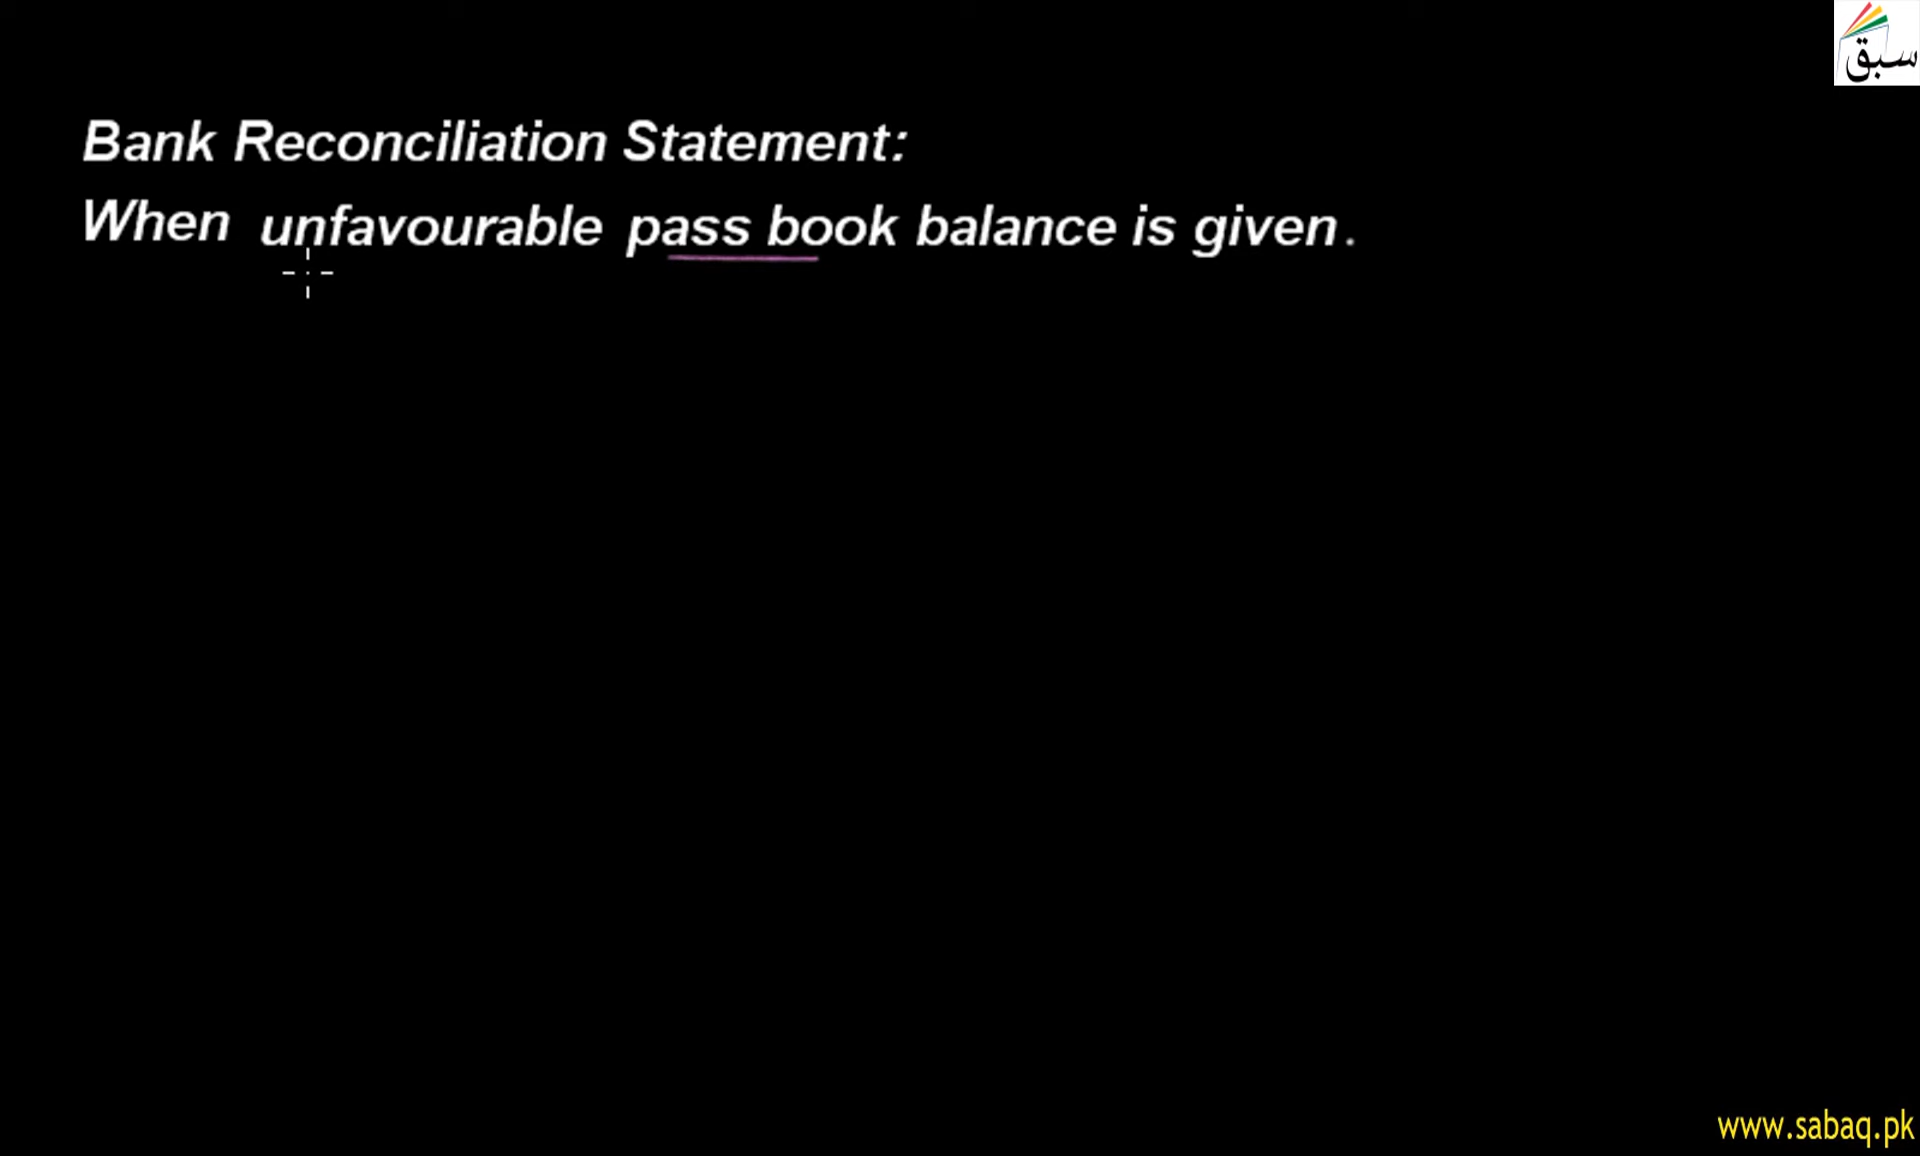 سبق
Bank Reconciliation Statement:
When unfavourable pass book balance is given.
www.sabaq.pk